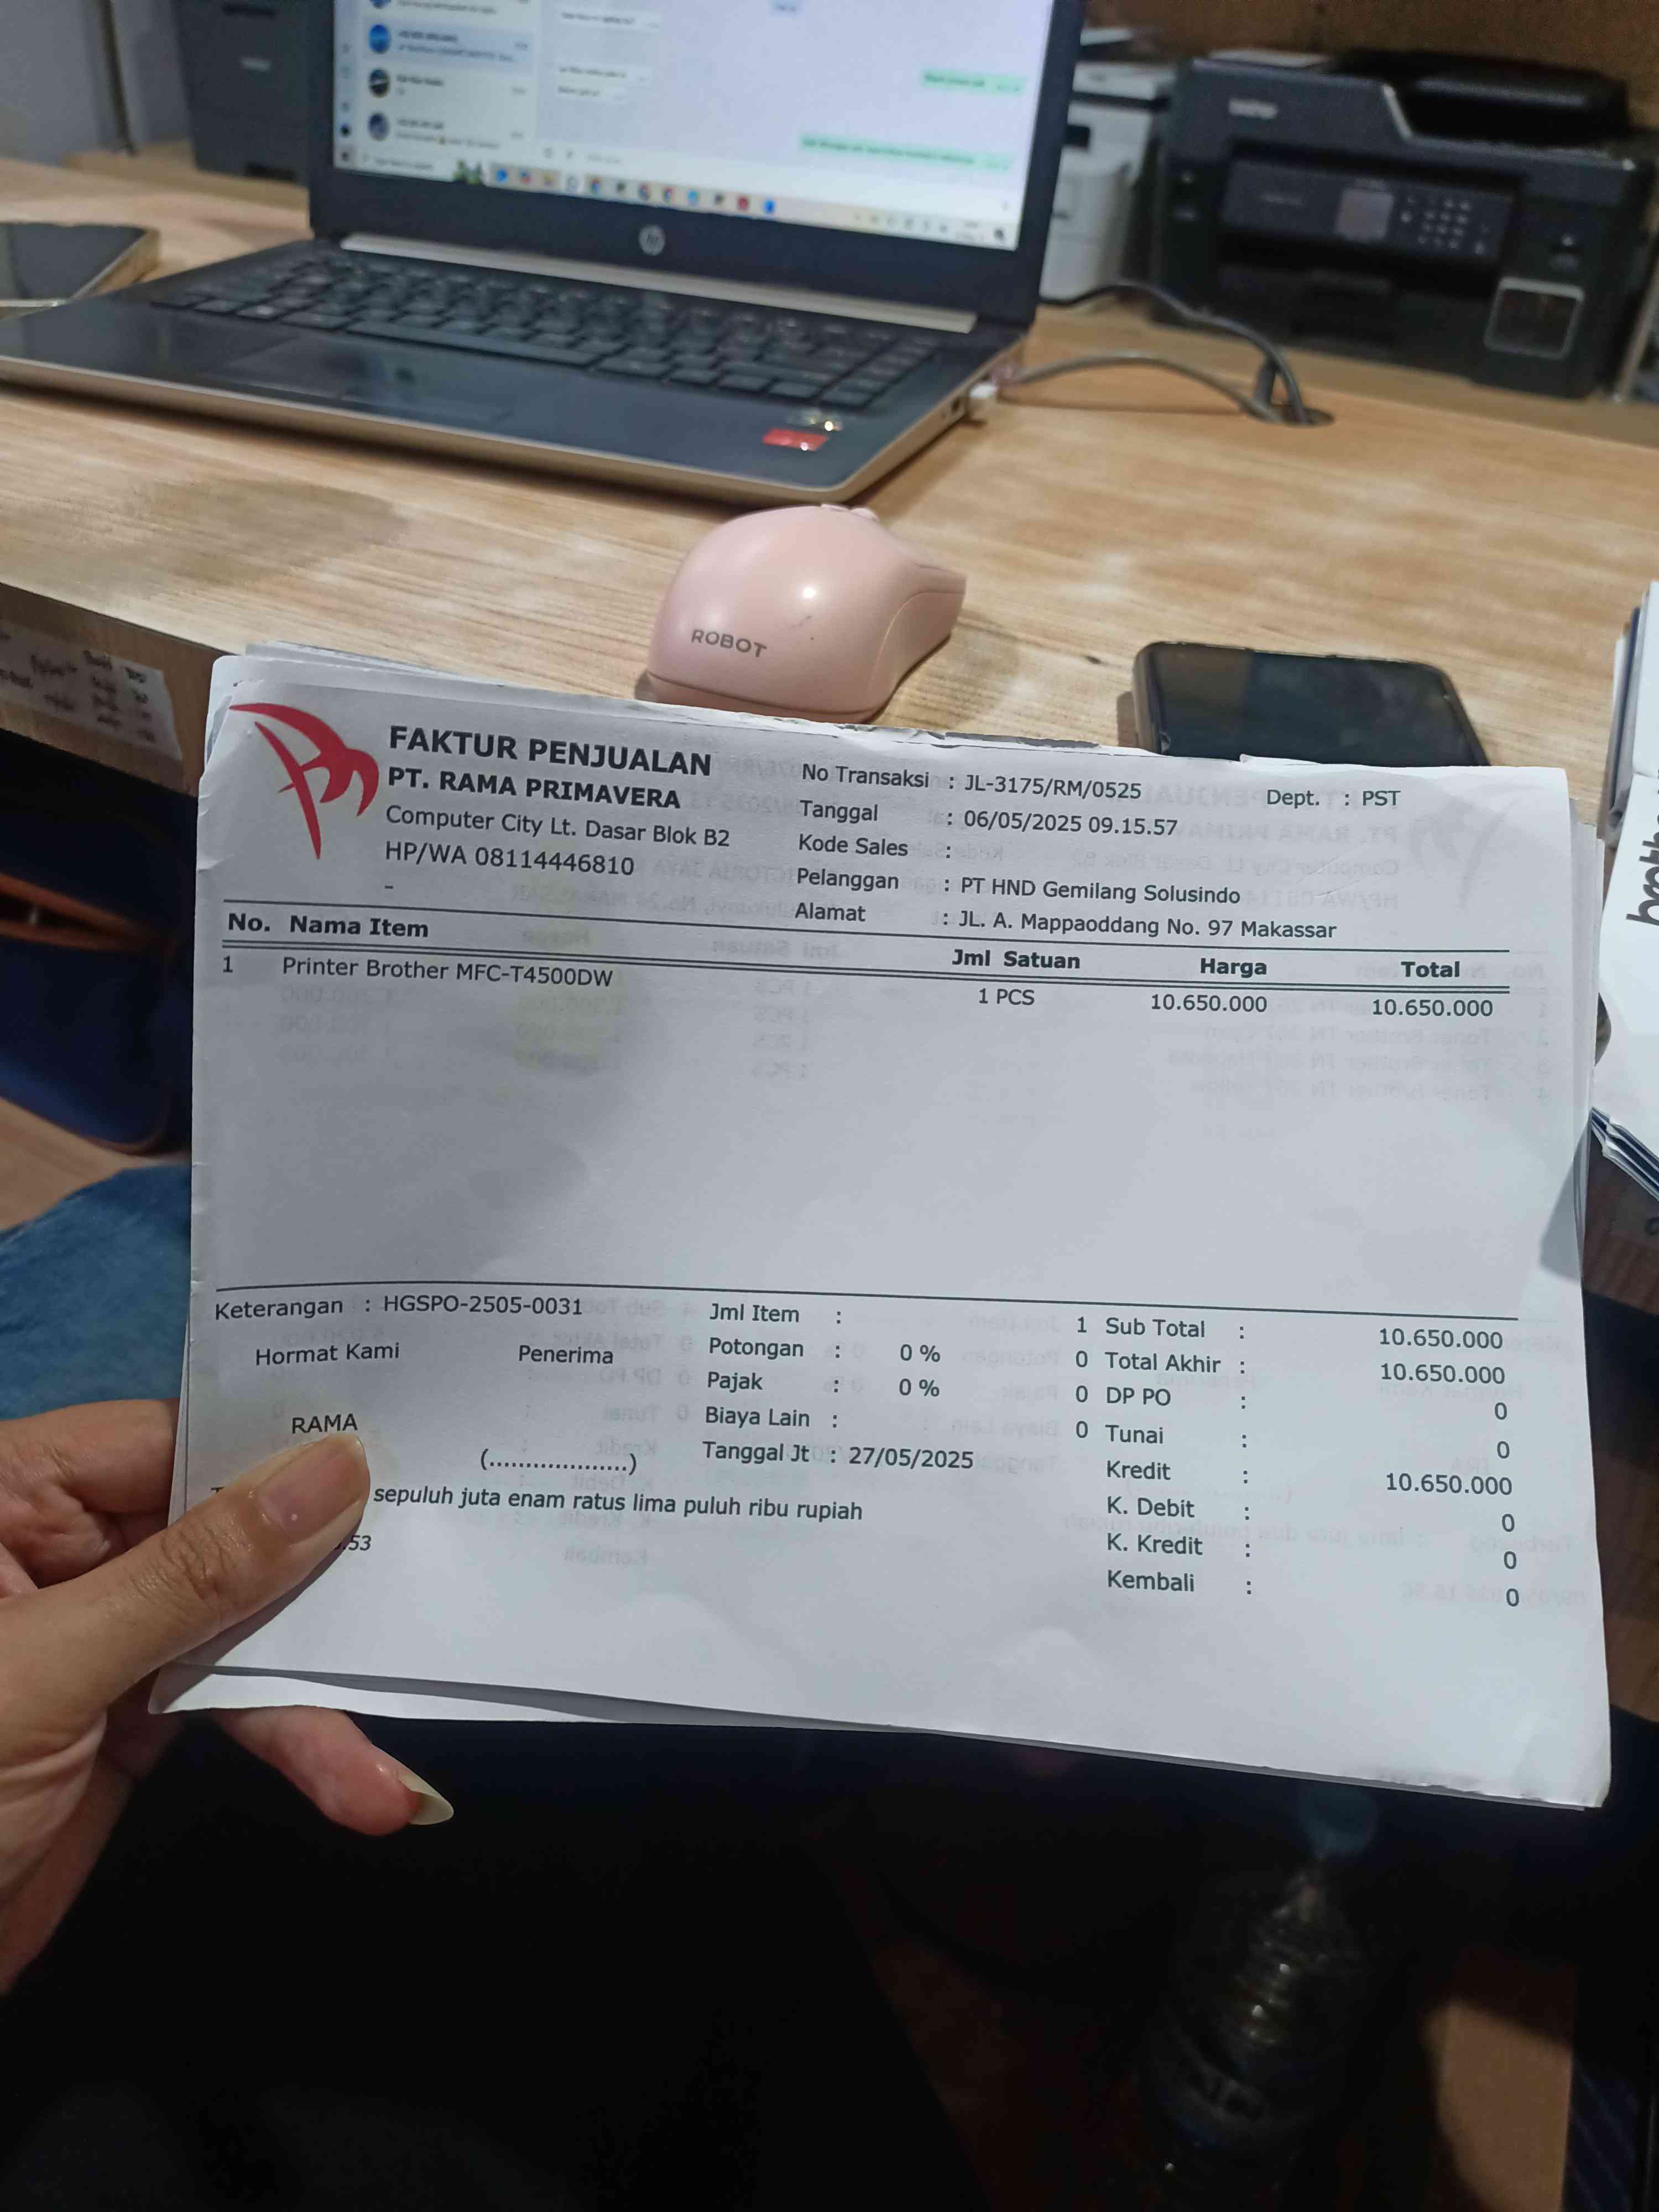 brother
ROBOT
FAKTUR PENJUALAN
PT. RAMA PRIMAVERA
Computer City Lt. Dasar Blok B2
HP/WA 08114446810
-
No Transaksi : JL-3175/RM/0525
Dept. : PST
Tanggal : 06/05/2025 09.15.57
Kode Sales :
Pelanggan : PT HND Gemilang Solusindo
Alamat : JL. A. Mappaoddang No. 97 Makassar
No. Nama Item Jml Satuan Harga Total
1 Printer Brother MFC-T4500DW 1 PCS 10.650.000 10.650.000
Keterangan : HGSPO-2505-0031
Hormat Kami Penerima
RAMA
(...................)
sepuluh juta enam ratus lima puluh ribu rupiah
.53
Jml Item : 1
Potongan : 0 % 0
Pajak : 0 % 0
Biaya Lain : 0
Tanggal Jt : 27/05/2025
Sub Total : 10.650.000
Total Akhir : 10.650.000
DP PO : 0
Tunai : 0
Kredit : 10.650.000
K. Debit : 0
K. Kredit : 0
Kembali : 0